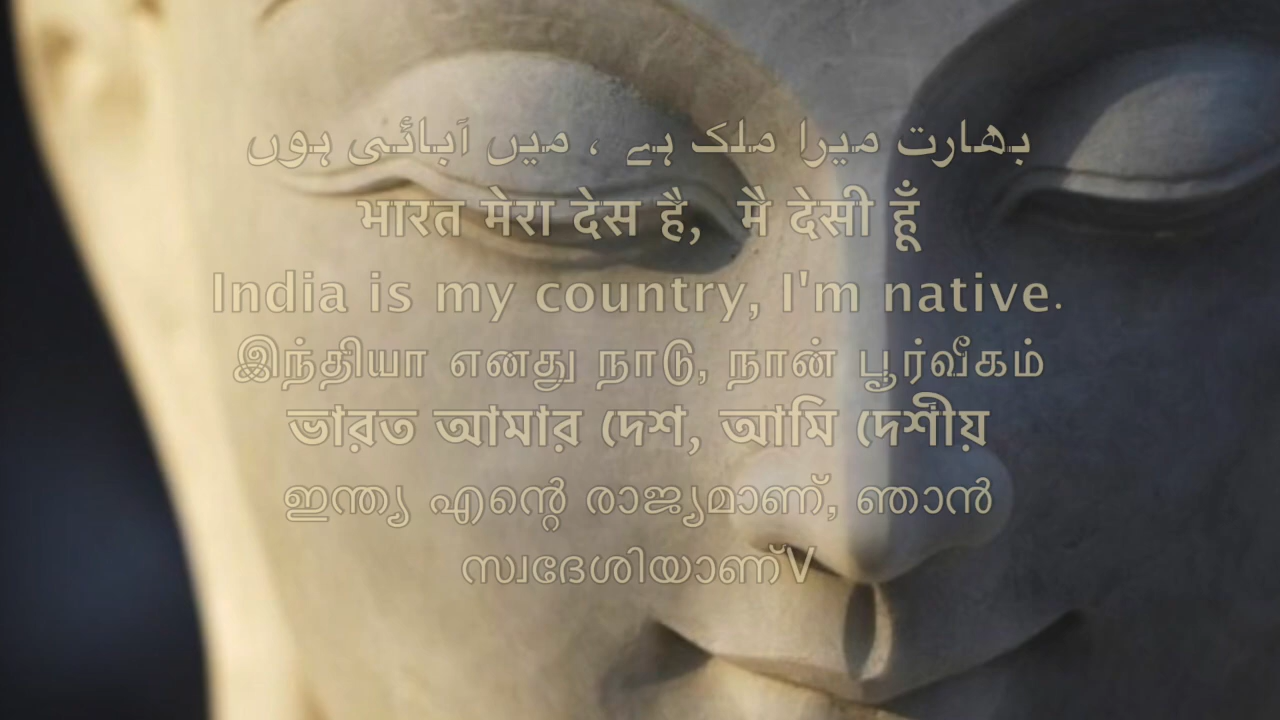 بھارت میرا ملک ہے ، میں آبائی ہوں
भारत मेरा देस है, मै देसी हूँ
India is my country, I'm native.
இந்தியா எனது நாடு, நான் பூர்வீகம்
ভারত আমার দেশ, আমি দেশীয়
ഇന്ത്യ എന്റെ രാജ്യമാണ്, ഞാൻ
സ്വദേശിയാണ്V